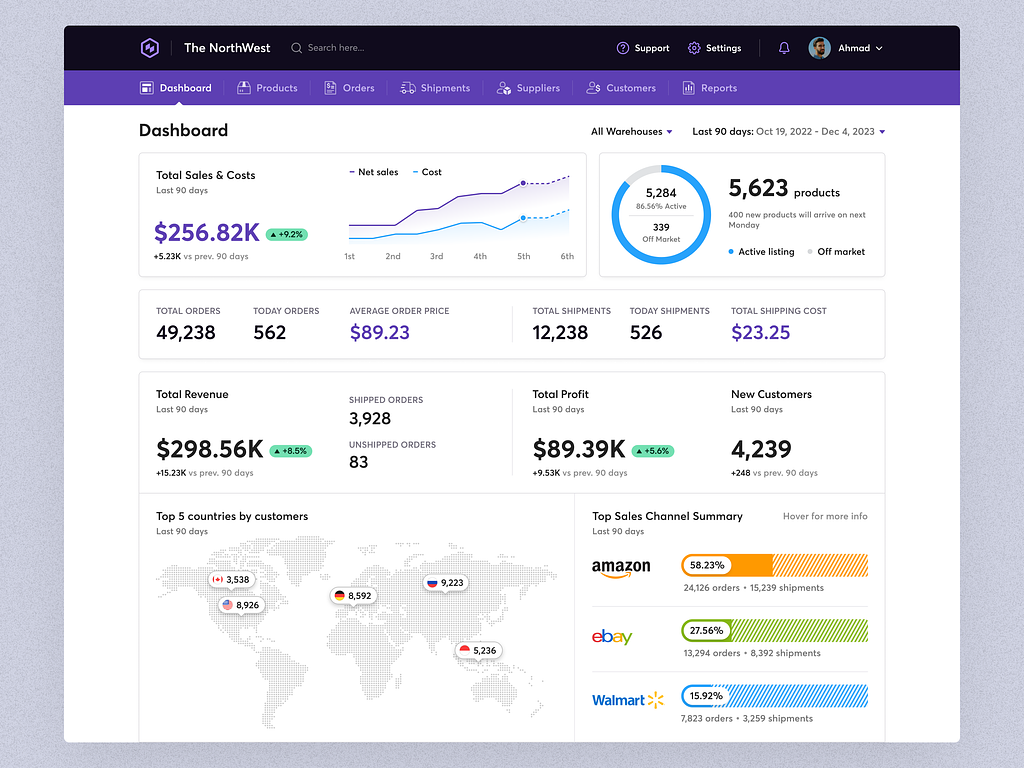 The NorthWest
Search here...
Support
Settings
Ahmad
Dashboard
Products
Orders
Shipments
Suppliers
Customers
Reports
Dashboard
All Warehouses
Last 90 days: Oct 19, 2022 - Dec 4, 2023
Total Sales & Costs
Last 90 days
$256.82K
+9.2%
+5.23K vs prev. 90 days
Net sales
Cost
1st
2nd
3rd
4th
5th
6th
5,284
86.56% Active
339
Off Market
5,623 products
400 new products will arrive on next
Monday
Active listing
Off market
TOTAL ORDERS
49,238
TODAY ORDERS
562
AVERAGE ORDER PRICE
$89.23
TOTAL SHIPMENTS
12,238
TODAY SHIPMENTS
526
TOTAL SHIPPING COST
$23.25
Total Revenue
Last 90 days
$298.56K
+8.5%
+15.23K vs prev. 90 days
SHIPPED ORDERS
3,928
UNSHIPPED ORDERS
83
Total Profit
Last 90 days
$89.39K
+5.6%
+9.53K vs prev. 90 days
New Customers
Last 90 days
4,239
+248 vs prev. 90 days
Top 5 countries by customers
Last 90 days
3,538
8,926
8,592
9,223
5,236
Top Sales Channel Summary
Hover for more info
Last 90 days
amazon
58.23%
24,126 orders • 15,239 shipments
ebay
27.56%
13,294 orders • 8,392 shipments
Walmart
15.92%
7,823 orders • 3,259 shipments